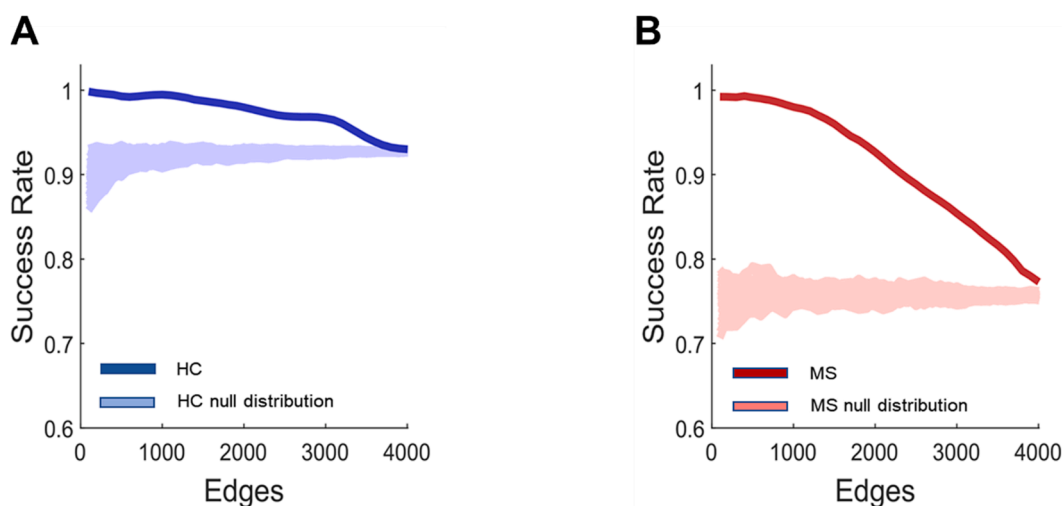 A
Success Rate
1
0.9
0.8
0.7
0.6
HC
HC null distribution
0
1000
2000
3000
4000
Edges
B
Success Rate
1
0.9
0.8
0.7
0.6
MS
MS null distribution
0
1000
2000
3000
4000
Edges